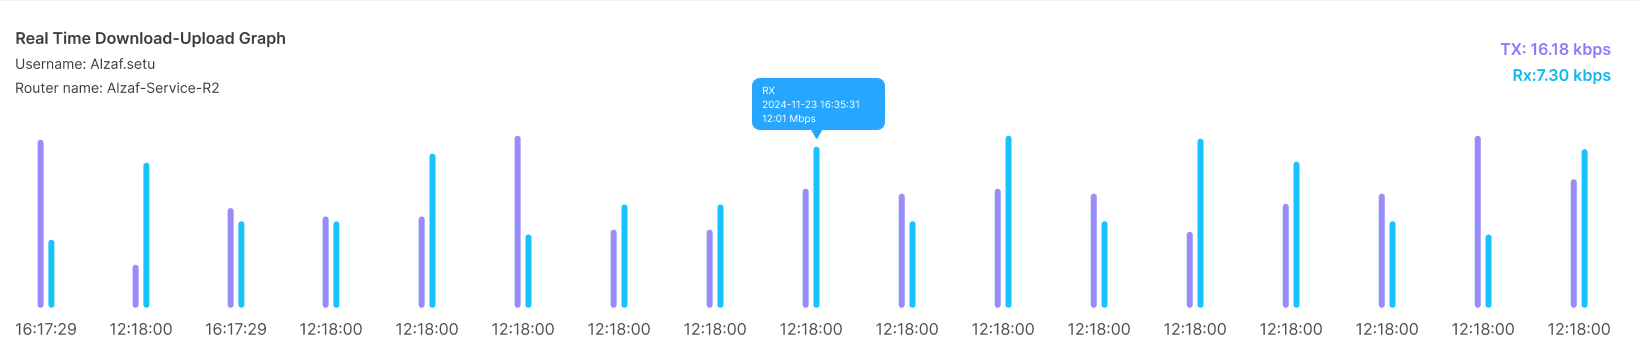 Real Time Download-Upload Graph
Username: Alzaf.setu
Router name: Alzaf-Service-R2
TX: 16.18 kbps
Rx:7.30 kbps
RX
2024-11-23 16:35:31
12:01 Mbps
16:17:29 12:18:00 16:17:29 12:18:00 12:18:00 12:18:00 12:18:00 12:18:00 12:18:00 12:18:00 12:18:00 12:18:00 12:18:00 12:18:00 12:18:00 12:18:00 12:18:00